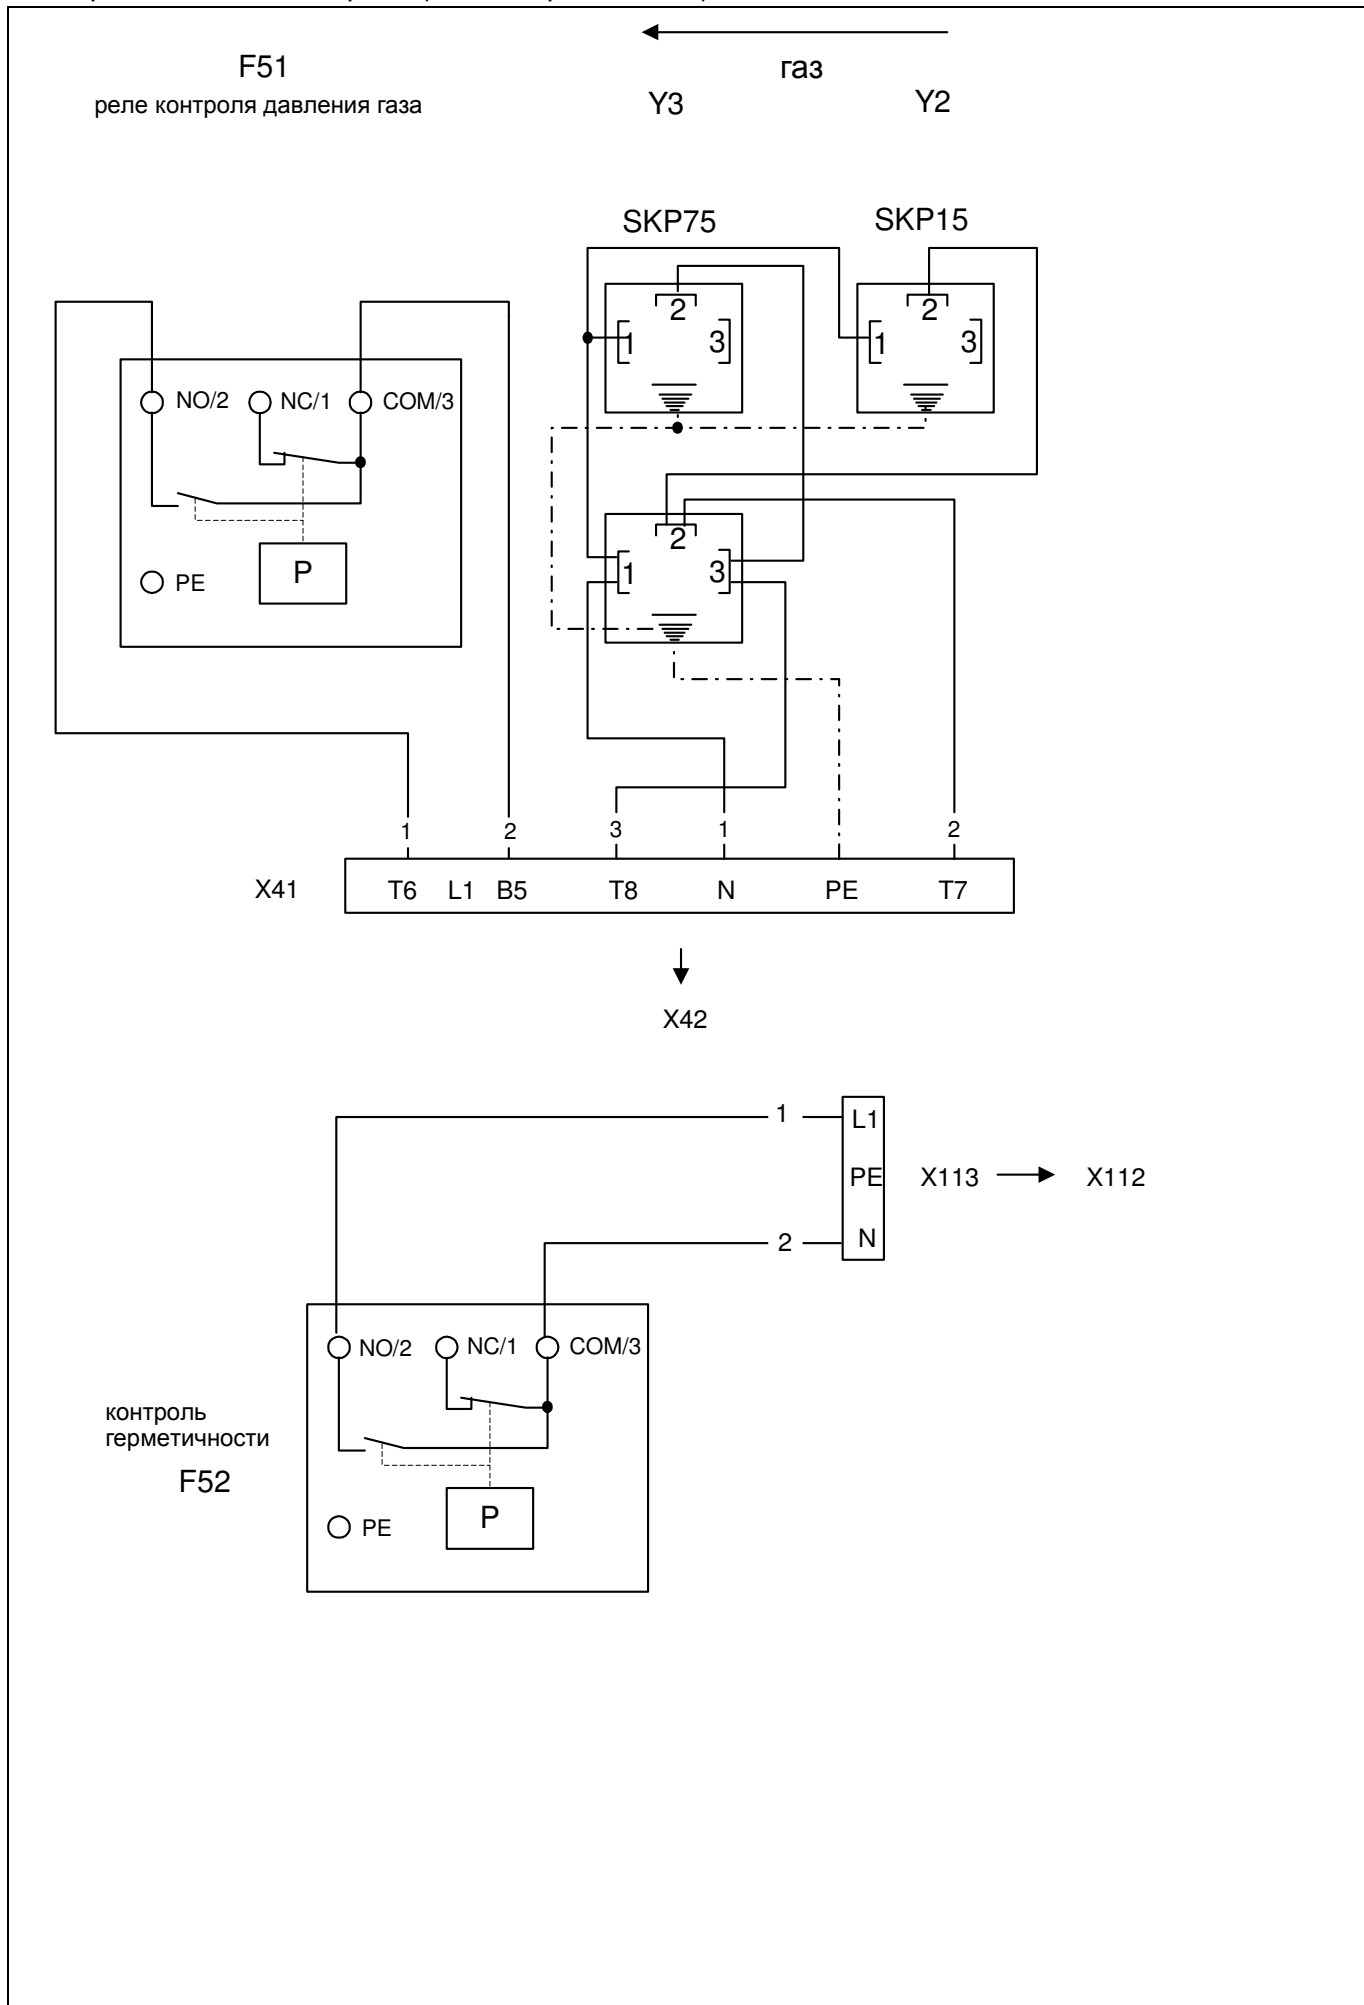 F51
реле контроля давления газа
газ
Y3
Y2
SKP75
SKP15
2
1
3
2
1
3
NO/2
NC/1
COM/3
P
PE
2
1
3
1
2
3
1
2
X41
T6
L1
B5
T8
N
PE
T7
X42
1
L1
PE
X113
X112
2
N
NO/2
NC/1
COM/3
контроль
герметичности
F52
P
PE